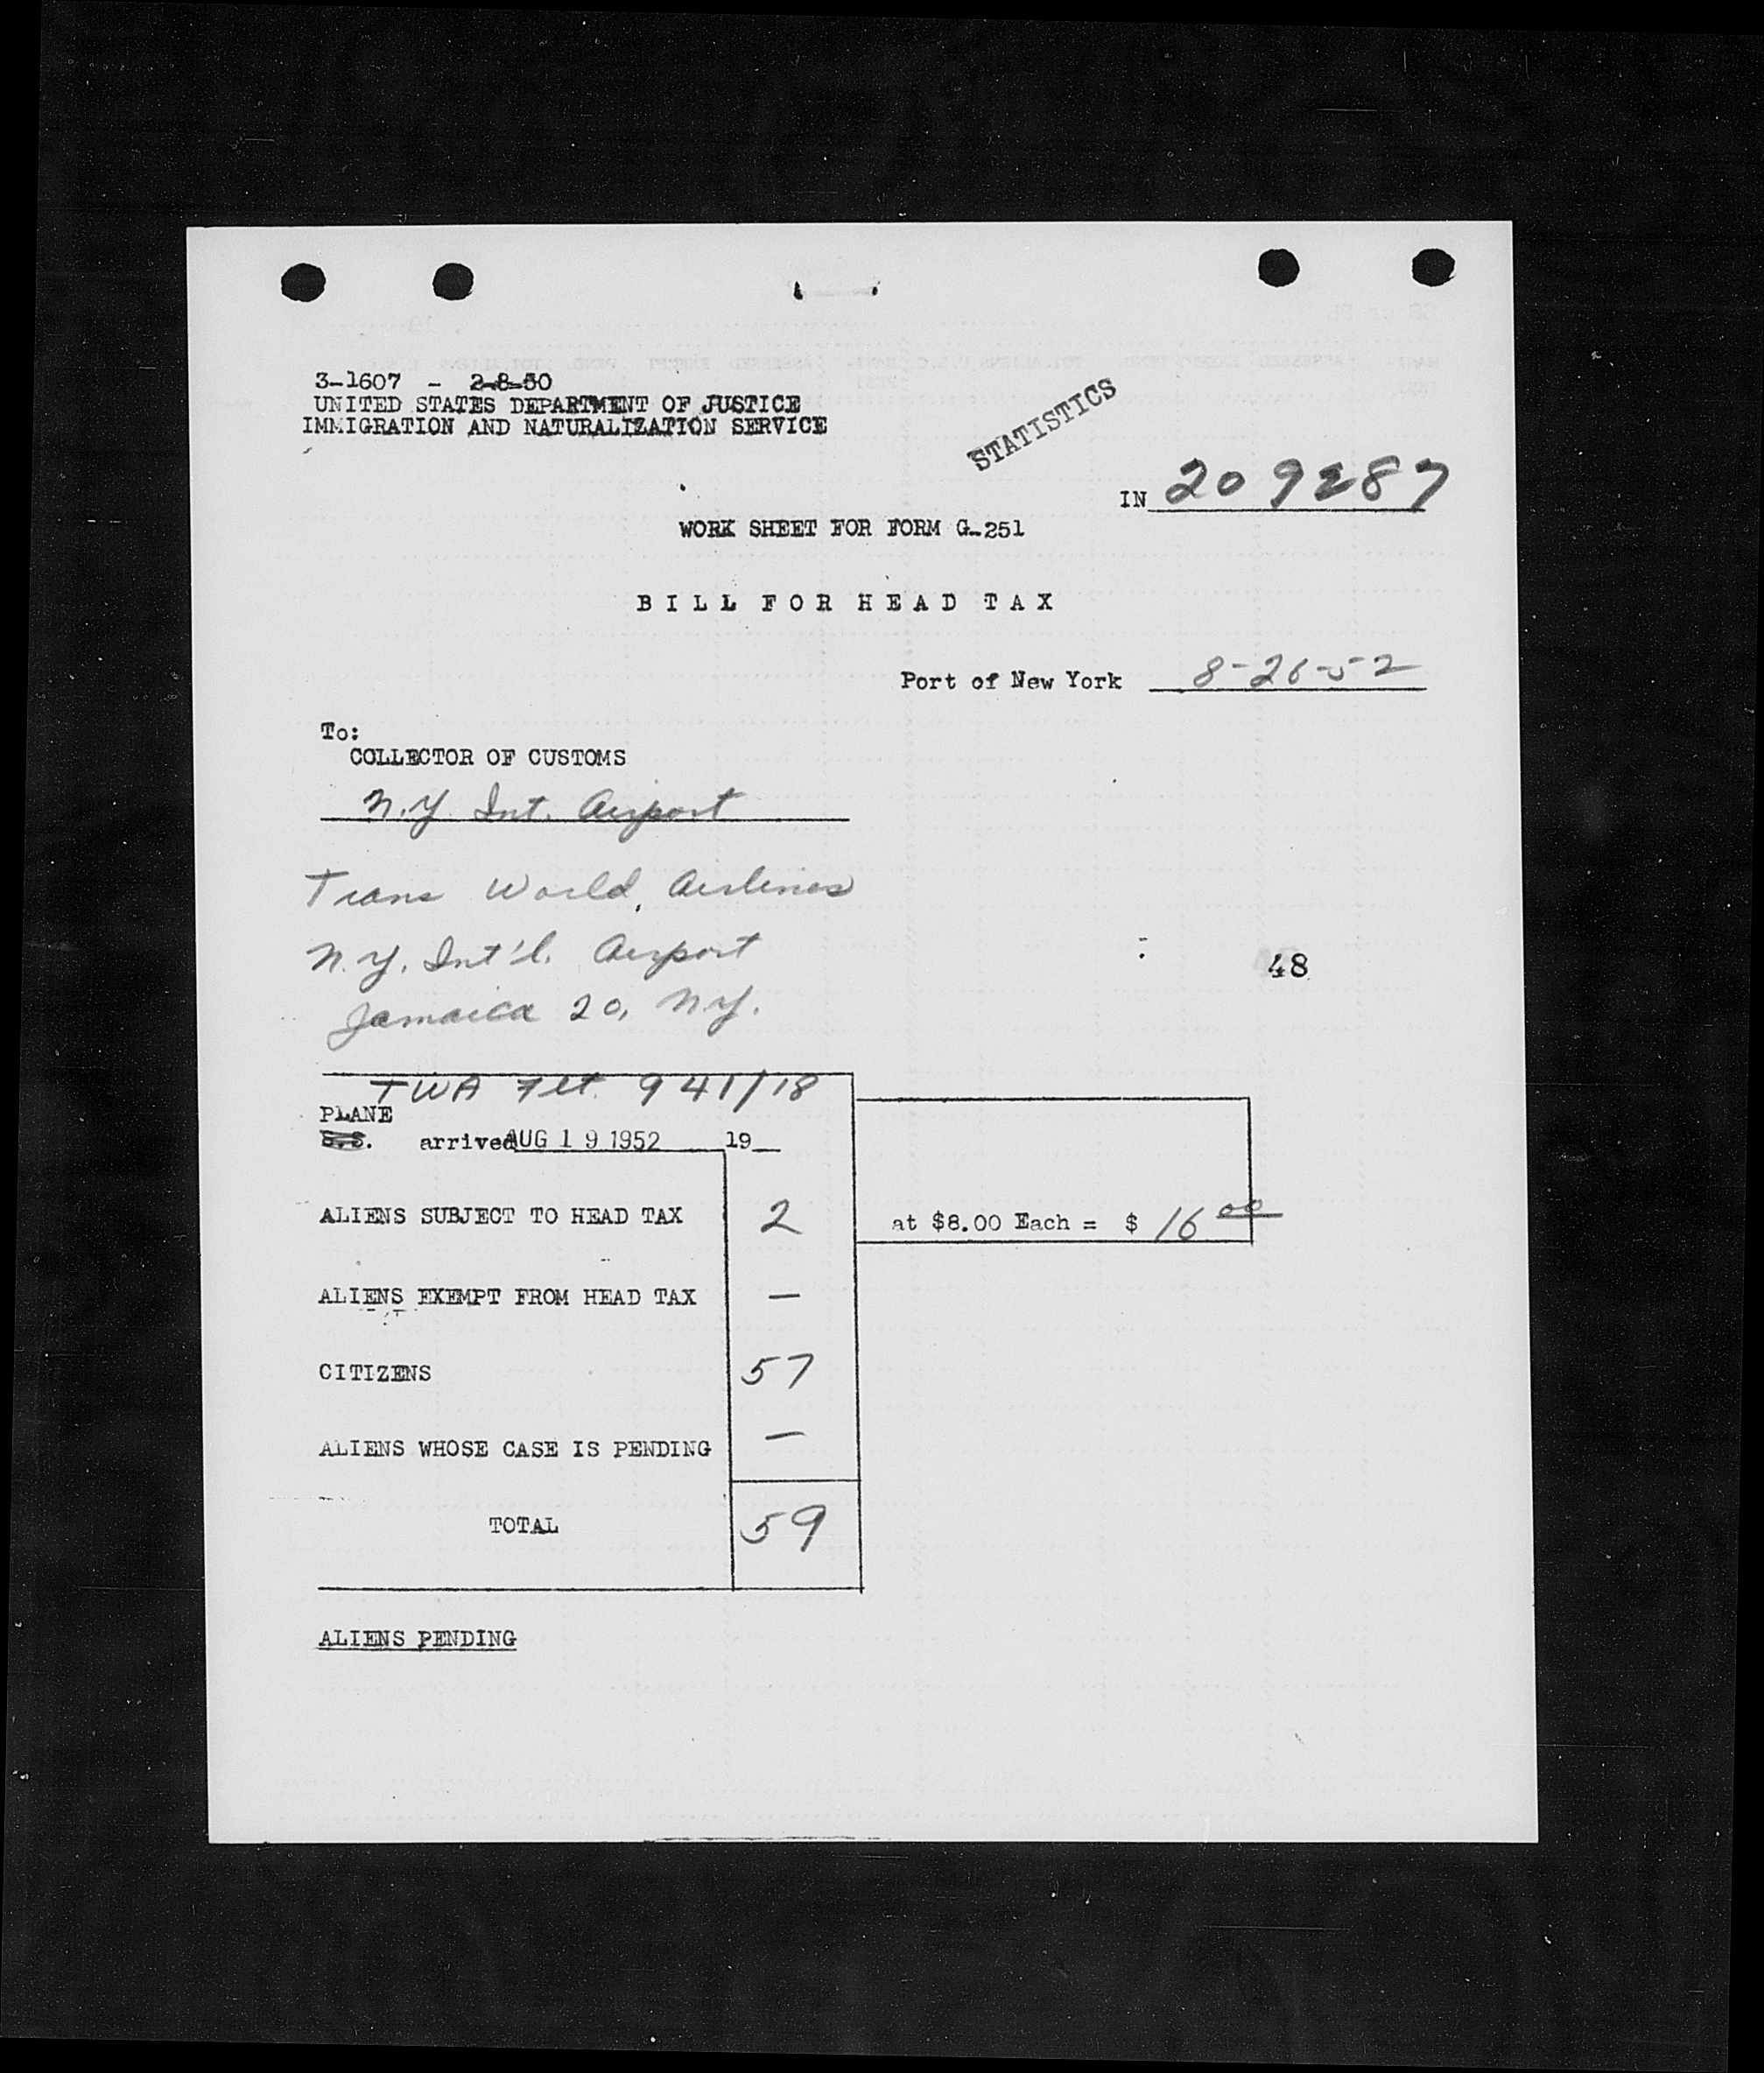 3-1607 - 2-8-50
UNITED STATES DEPARTMENT OF JUSTICE
IMMIGRATION AND NATURALIZATION SERVICE
STATISTICS
IN 209287
WORK SHEET FOR FORM G-251
BILL FOR HEAD TAX
Port of New York 8-26-52
To:
COLLECTOR OF CUSTOMS
N.Y. Int. Airport
Trans World Airlines
N.Y. Int'l. Airport
48
Jamaica 20, N.Y.
TWA Flt. 941/18
PLANE
S.S. arrived AUG 19 1952 19__
ALIENS SUBJECT TO HEAD TAX 2 at $8.00 Each = $ 16 00
ALIENS EXEMPT FROM HEAD TAX —
CITIZENS 57
ALIENS WHOSE CASE IS PENDING —
TOTAL 59
ALIENS PENDING